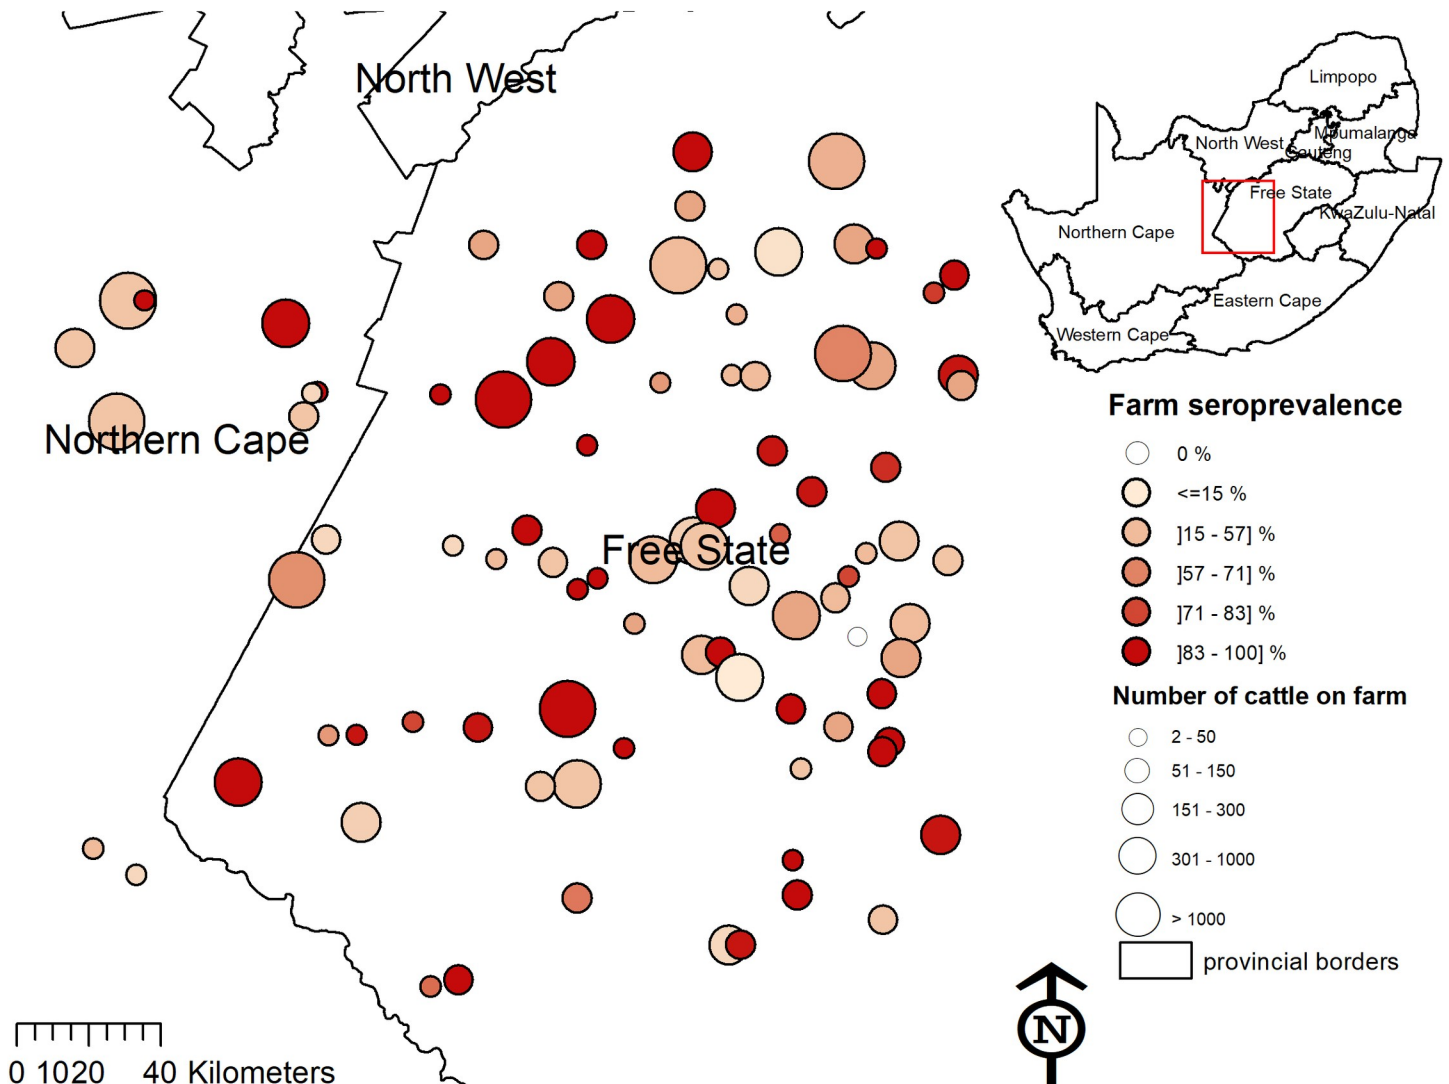 North West
Northern Cape
Free State
0 1020 40 Kilometers
Limpopo
North West
Mpumalanga
Gauteng
Free State
KwaZulu-Natal
Northern Cape
Eastern Cape
Western Cape
Farm seroprevalence
0 %
<=15 %
]15 - 57] %
]57 - 71] %
]71 - 83] %
]83 - 100] %
Number of cattle on farm
2 - 50
51 - 150
151 - 300
301 - 1000
> 1000
provincial borders
N